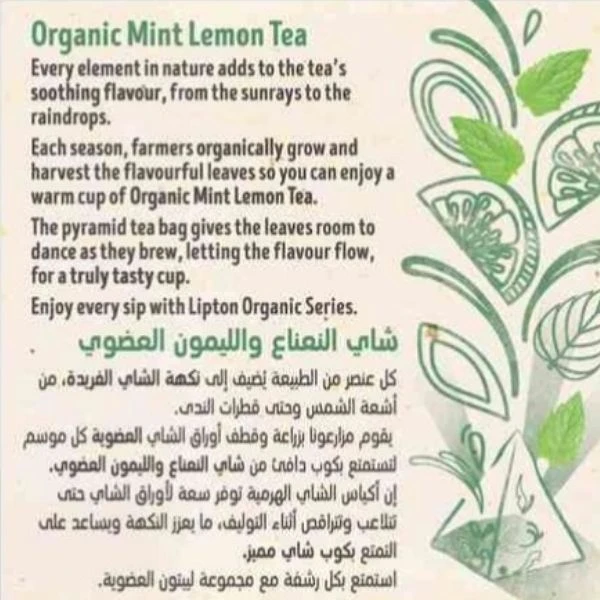 Organic Mint Lemon Tea
Every element in nature adds to the tea's
soothing flavour, from the sunrays to the
raindrops.
Each season, farmers organically grow and
harvest the flavourful leaves so you can enjoy a
warm cup of Organic Mint Lemon Tea.
The pyramid tea bag gives the leaves room to
dance as they brew, letting the flavour flow,
for a truly tasty cup.
Enjoy every sip with Lipton Organic Series.
شاي النعناع والليمون العضوي
كل عنصر من الطبيعة يُضيف إلى نكهة الشاي الفريدة، من
أشعة الشمس وحتى قطرات الندى.
يقوم مزارعونا بزراعة وقطف أوراق الشاي العضوية كل موسم
لتستمتع بكوب دافئ من شاي النعناع والليمون العضوي.
إن أكياس الشاي الهرمية توفر سعة لأوراق الشاي حتى
تتلاعب وتتراقص أثناء التوليف، ما يعزز النكهة ويساعد على
التمتع بكوب شاي مميز.
استمتع بكل رشفة مع مجموعة ليبتون العضوية.